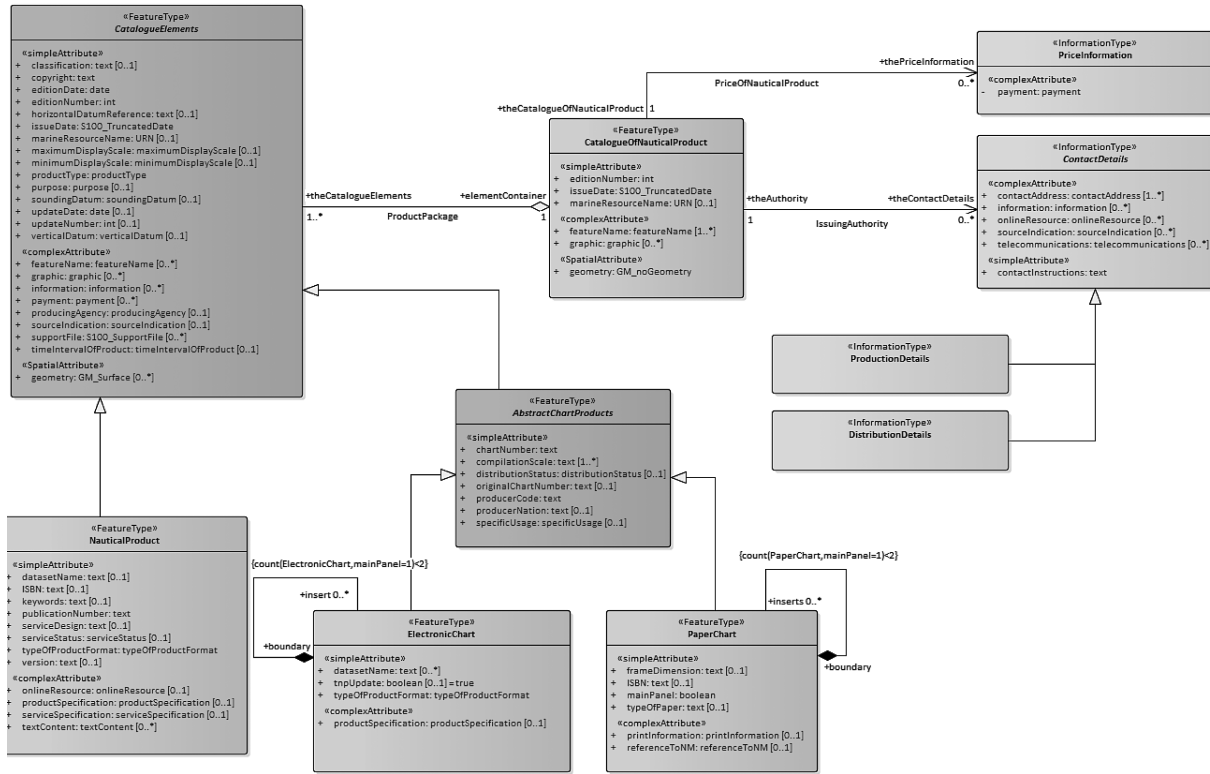 «FeatureType»
CatalogueElements
«simpleAttribute»
+ classification: text [0..1]
+ copyright: text
+ editionDate: date
+ editionNumber: int
+ horizontalDatumReference: text [0..1]
+ issueDate: S100_TruncatedDate
+ marineResourceName: URN [0..1]
+ maximumDisplayScale: maximumDisplayScale [0..1]
+ minimumDisplayScale: minimumDisplayScale [0..1]
+ productType: productType
+ purpose: purpose [0..1]
+ soundingDatum: soundingDatum [0..1]
+ updateDate: date [0..1]
+ updateNumber: int [0..1]
+ verticalDatum: verticalDatum [0..1]
«complexAttribute»
+ featureName: featureName [0..*]
+ graphic: graphic [0..*]
+ information: information [0..*]
+ payment: payment [0..*]
+ producingAgency: producingAgency [0..1]
+ sourceIndication: sourceIndication [0..1]
+ supportFile: S100_SupportFile [0..*]
+ timeIntervalOfProduct: timeIntervalOfProduct [0..1]
«SpatialAttribute»
+ geometry: GM_Surface [0..*]
+theCatalogueElements
1..*
ProductPackage
+elementContainer
1
+theCatalogueOfNauticalProduct 1
PriceOfNauticalProduct
+thePriceInformation
0..*
«InformationType»
PriceInformation
«complexAttribute»
- payment: payment
«FeatureType»
CatalogueOfNauticalProduct
«simpleAttribute»
+ editionNumber: int
+ issueDate: S100_TruncatedDate
+ marineResourceName: URN [0..1]
«complexAttribute»
+ featureName: featureName [1..*]
+ graphic: graphic [0..*]
«SpatialAttribute»
+ geometry: GM_noGeometry
+theAuthority
1
IssuingAuthority
+theContactDetails
0..*
«InformationType»
ContactDetails
«complexAttribute»
+ contactAddress: contactAddress [1..*]
+ information: information [0..*]
+ onlineResource: onlineResource [0..*]
+ sourceIndication: sourceIndication [0..*]
+ telecommunications: telecommunications [0..*]
«simpleAttribute»
+ contactInstructions: text
«InformationType»
ProductionDetails
«InformationType»
DistributionDetails
«FeatureType»
AbstractChartProducts
«simpleAttribute»
+ chartNumber: text
+ compilationScale: text [1..*]
+ distributionStatus: distributionStatus [0..1]
+ originalChartNumber: text [0..1]
+ producerCode: text
+ producerNation: text [0..1]
+ specificUsage: specificUsage [0..1]
«FeatureType»
NauticalProduct
«simpleAttribute»
+ datasetName: text [0..1]
+ ISBN: text [0..1]
+ keywords: text [0..1]
+ publicationNumber: text
+ serviceDesign: text [0..1]
+ serviceStatus: serviceStatus [0..1]
+ typeOfProductFormat: typeOfProductFormat
+ version: text [0..1]
«complexAttribute»
+ onlineResource: onlineResource [0..1]
+ productSpecification: productSpecification [0..1]
+ serviceSpecification: serviceSpecification [0..1]
+ textContent: textContent [0..*]
{count(ElectronicChart,mainPanel=1)<2}
+insert 0..*
+boundary
«FeatureType»
ElectronicChart
«simpleAttribute»
+ datasetName: text [0..*]
+ tnpUpdate: boolean [0..1] = true
+ typeOfProductFormat: typeOfProductFormat
«complexAttribute»
+ productSpecification: productSpecification [0..1]
{count(PaperChart,mainPanel=1)<2}
+inserts 0..*
+boundary
«FeatureType»
PaperChart
«simpleAttribute»
+ frameDimension: text [0..1]
+ ISBN: text [0..1]
+ mainPanel: boolean
+ typeOfPaper: text [0..1]
«complexAttribute»
+ printInformation: printInformation [0..1]
+ referenceToNM: referenceToNM [0..1]